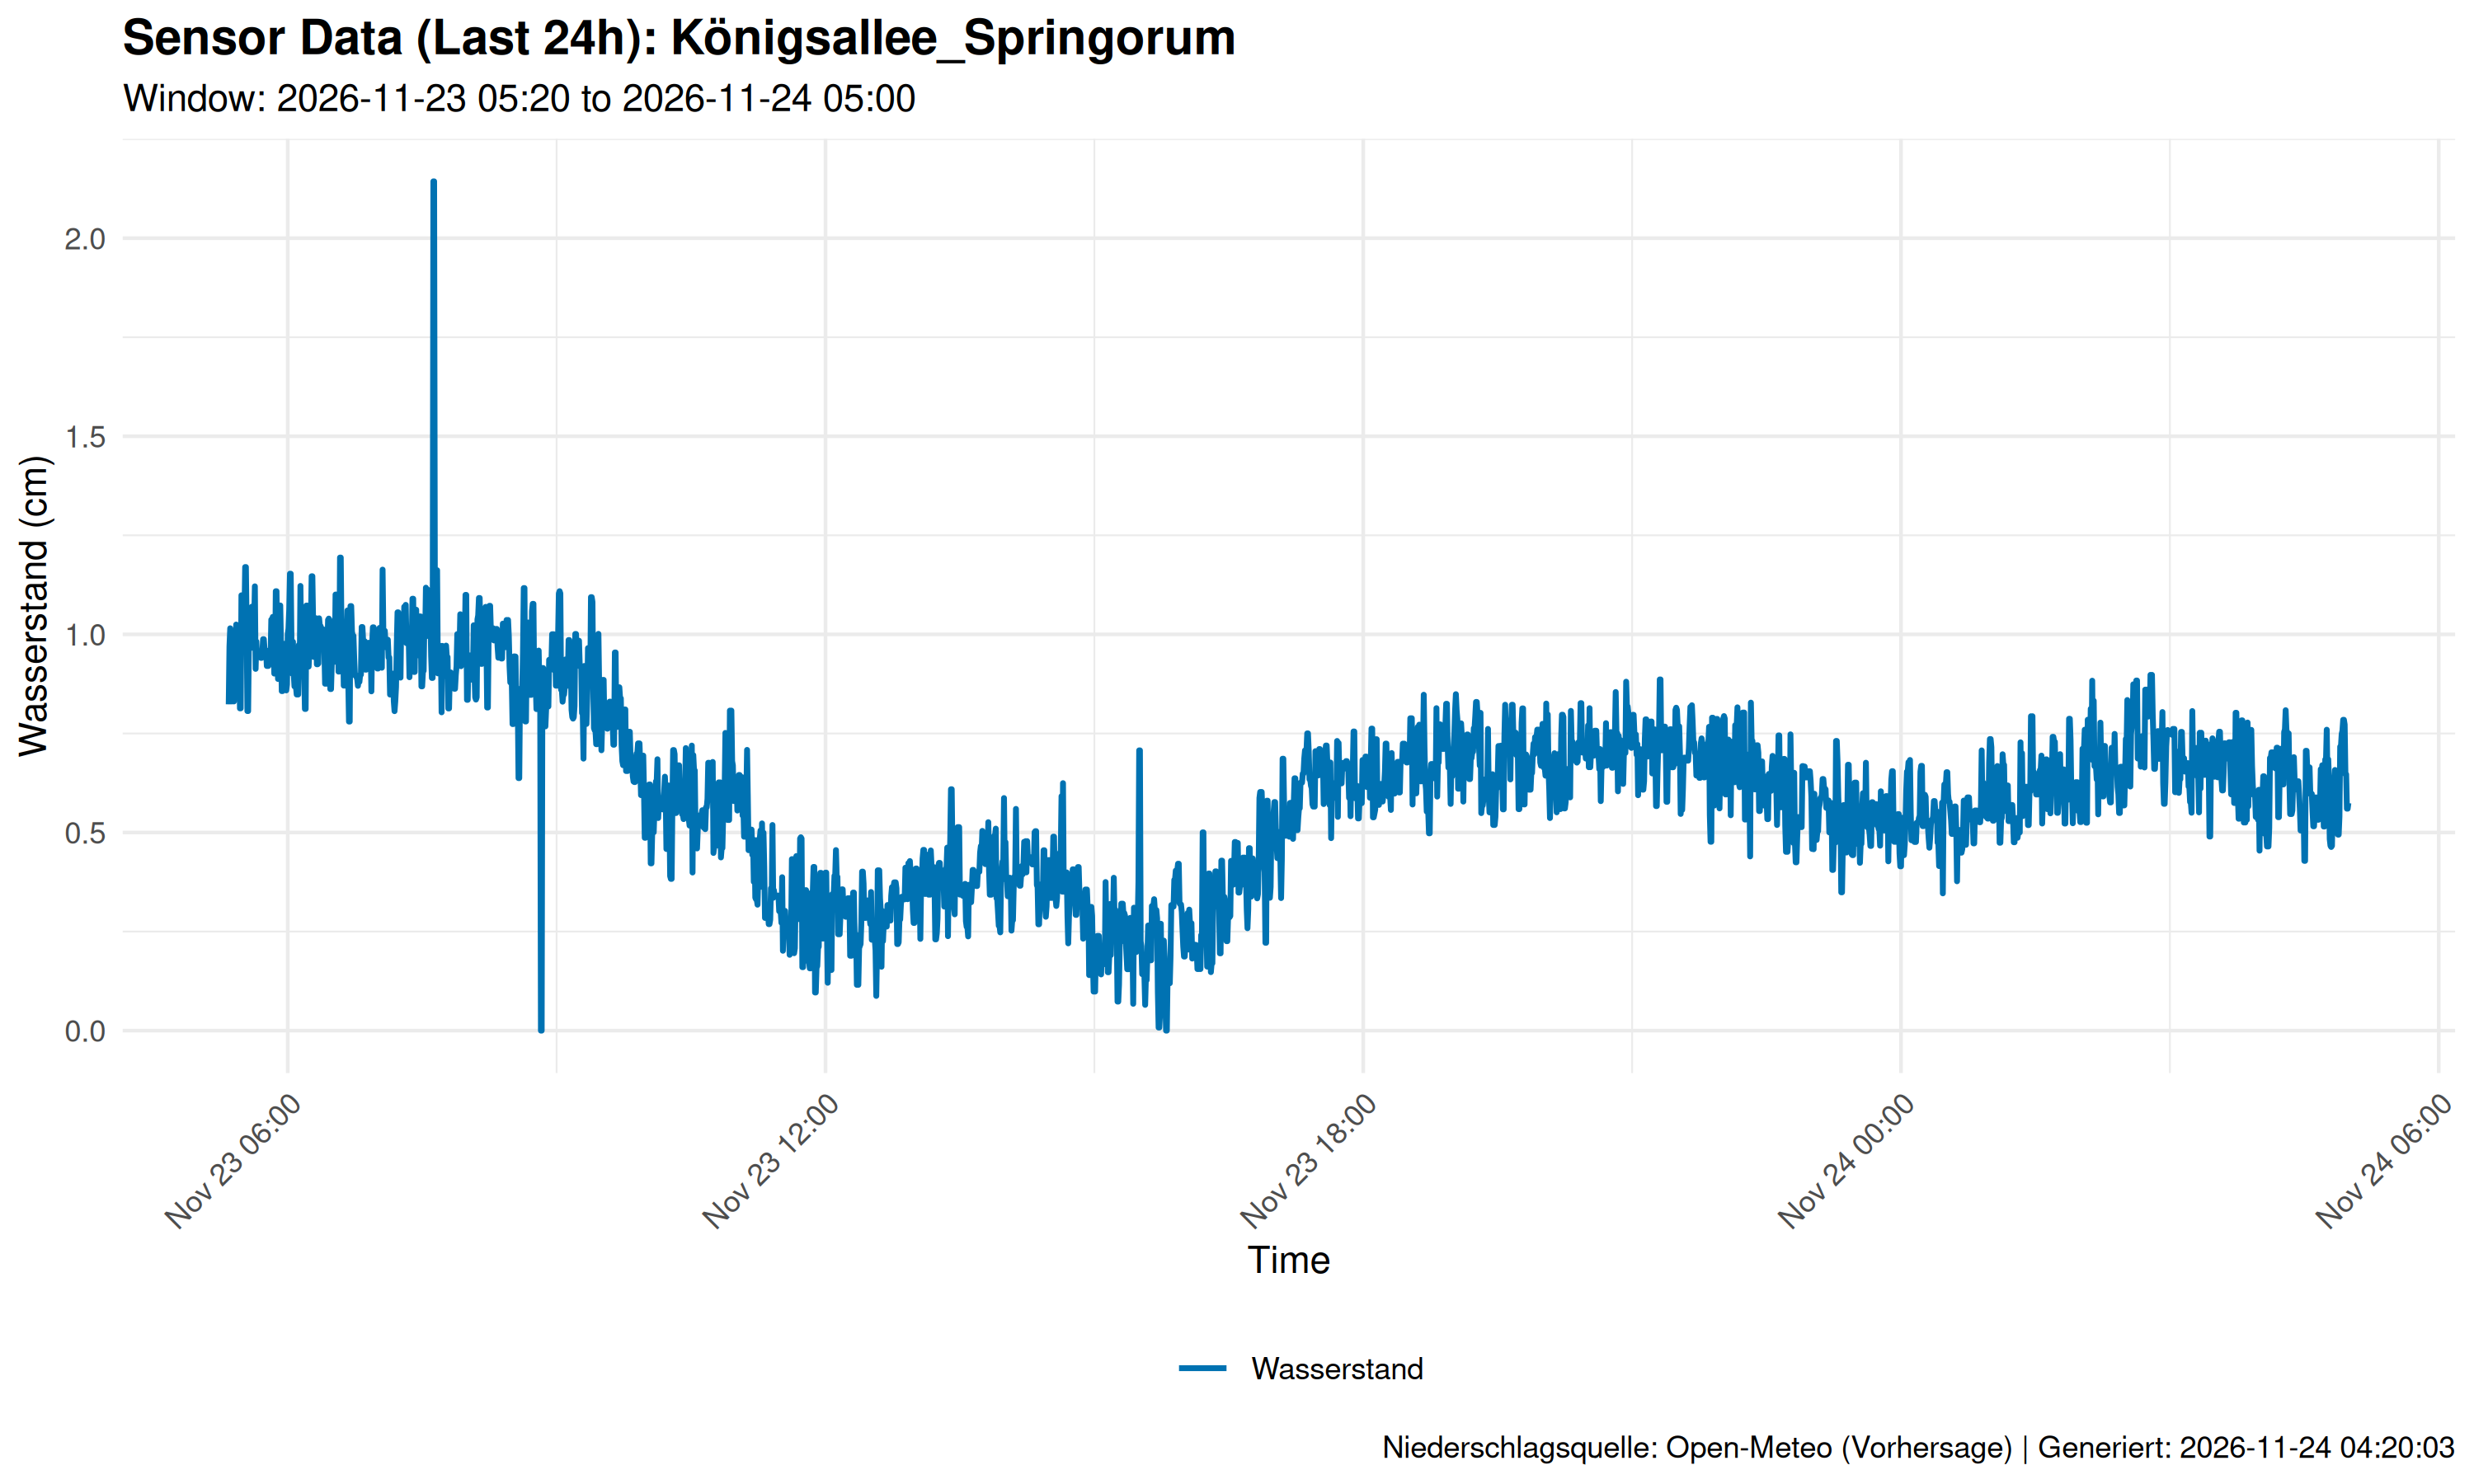 Sensor Data (Last 24h): Königsallee_Springorum
Window: 2026-11-23 05:20 to 2026-11-24 05:00
Wasserstand (cm)
2.0
1.5
1.0
0.5
0.0
Nov 23 06:00
Nov 23 12:00
Nov 23 18:00
Nov 24 00:00
Nov 24 06:00
Time
Wasserstand
Niederschlagsquelle: Open-Meteo (Vorhersage) | Generiert: 2026-11-24 04:20:03